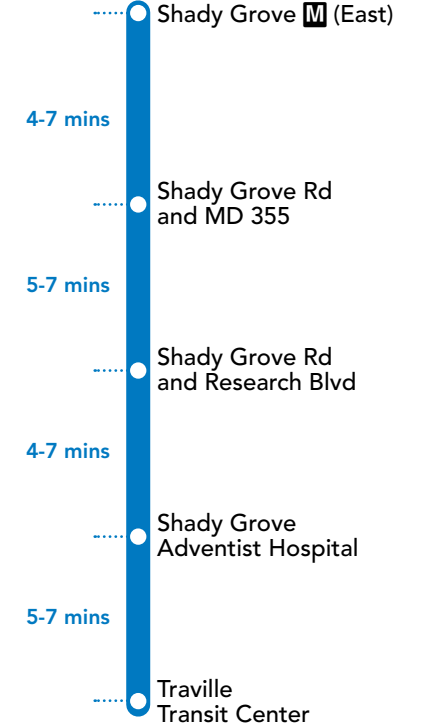 Shady Grove M (East)
4-7 mins
Shady Grove Rd
and MD 355
5-7 mins
Shady Grove Rd
and Research Blvd
4-7 mins
Shady Grove
Adventist Hospital
5-7 mins
Traville
Transit Center